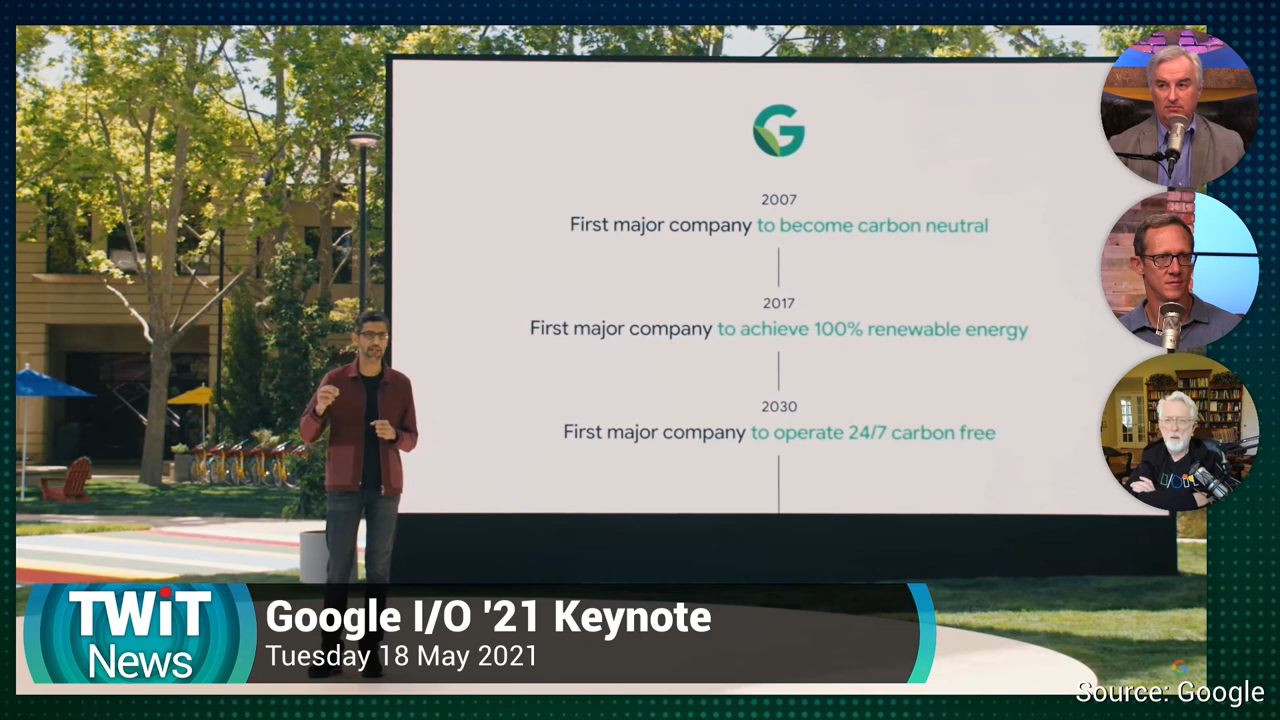 2007
First major company to become carbon neutral
2017
First major company to achieve 100% renewable energy
2030
First major company to operate 24/7 carbon free
TWiT
News
Google I/O '21 Keynote
Tuesday 18 May 2021
Source: Google